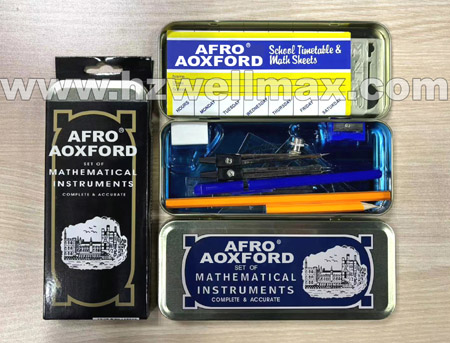 AFRO®
AOXFORD
School Timetable &
Math Sheets
HOURS
MONDAY
TUESDAY
WEDNESDAY
THURSDAY
FRIDAY
SATURDAY
www.hzwellmax.com
AFRO®
AOXFORD
SET OF
MATHEMATICAL
INSTRUMENTS
COMPLETE & ACCURATE
AFRO®
AOXFORD
SET OF
MATHEMATICAL
INSTRUMENTS
COMPLETE & ACCURATE